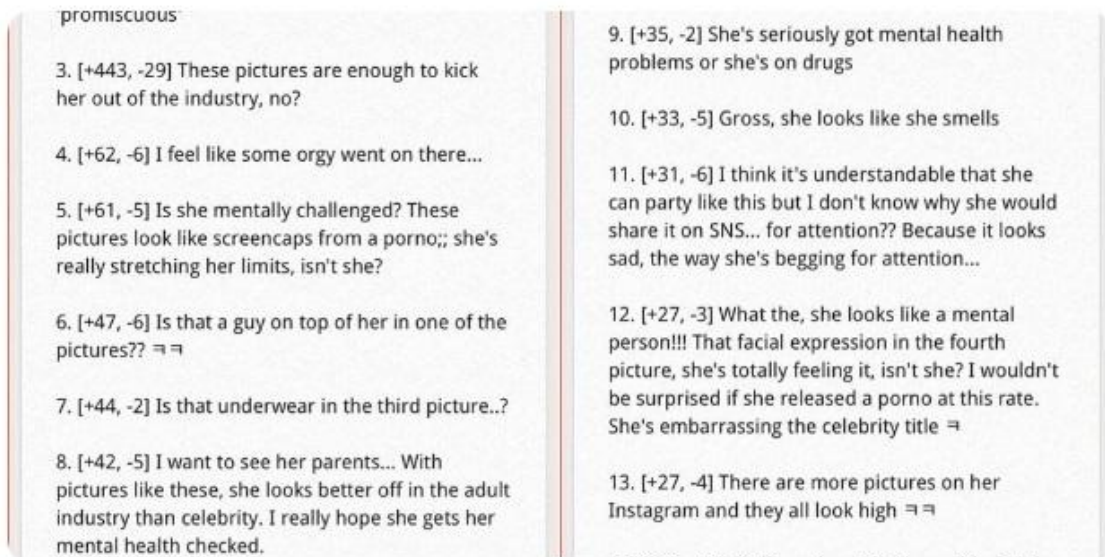 'promiscuous'
3. [+443, -29] These pictures are enough to kick
her out of the industry, no?
4. [+62, -6] I feel like some orgy went on there...
5. [+61, -5] Is she mentally challenged? These
pictures look like screencaps from a porno;; she's
really stretching her limits, isn't she?
6. [+47, -6] Is that a guy on top of her in one of the
pictures?? ㅋㅋ
7. [+44, -2] Is that underwear in the third picture..?
8. [+42, -5] I want to see her parents... With
pictures like these, she looks better off in the adult
industry than celebrity. I really hope she gets her
mental health checked.
9. [+35, -2] She's seriously got mental health
problems or she's on drugs
10. [+33, -5] Gross, she looks like she smells
11. [+31, -6] I think it's understandable that she
can party like this but I don't know why she would
share it on SNS... for attention?? Because it looks
sad, the way she's begging for attention...
12. [+27, -3] What the, she looks like a mental
person!!! That facial expression in the fourth
picture, she's totally feeling it, isn't she? I wouldn't
be surprised if she released a porno at this rate.
She's embarrassing the celebrity title ㅋ
13. [+27, -4] There are more pictures on her
Instagram and they all look high ㅋㅋ